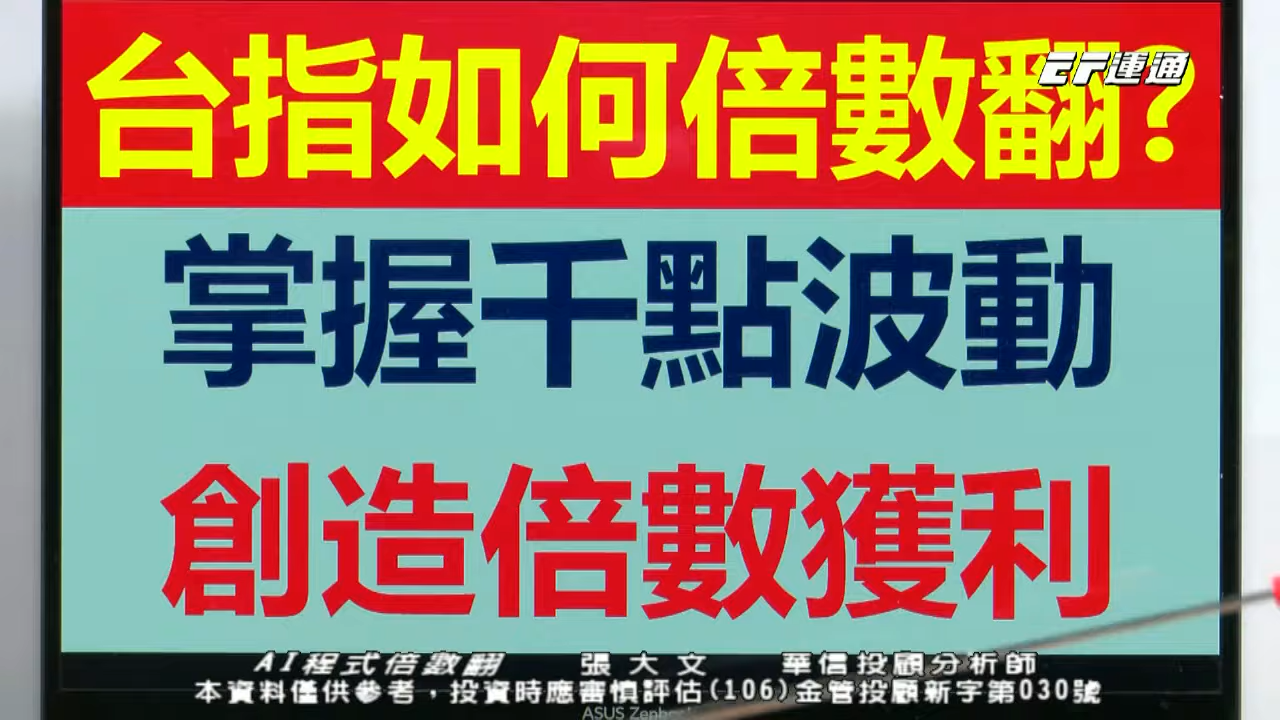 台指如何倍數翻?
EF運通
掌握千點波動
創造倍數獲利
AI程式倍數翻 張大文 華信投顧分析師
本資料僅供參考，投資時應審慎評估(106)金管投顧新字第030號
ASUS Zenbook